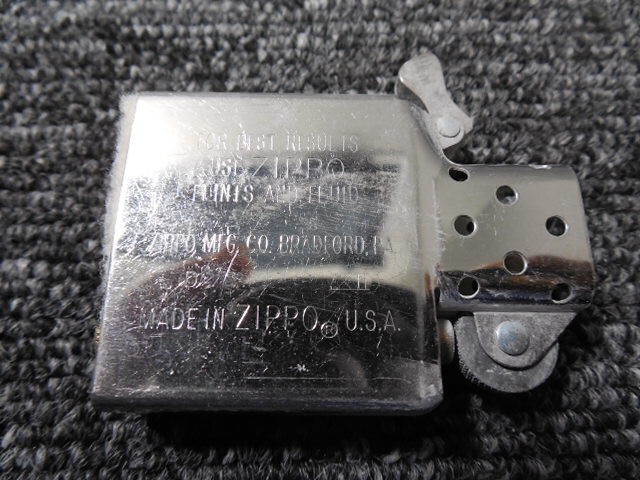 FOR BEST RESULTS
USE ZIPPO
FLINTS AND FLUID
ZIPPO MFG. CO. BRADFORD, PA.
MADE IN ZIPPO® U.S.A.